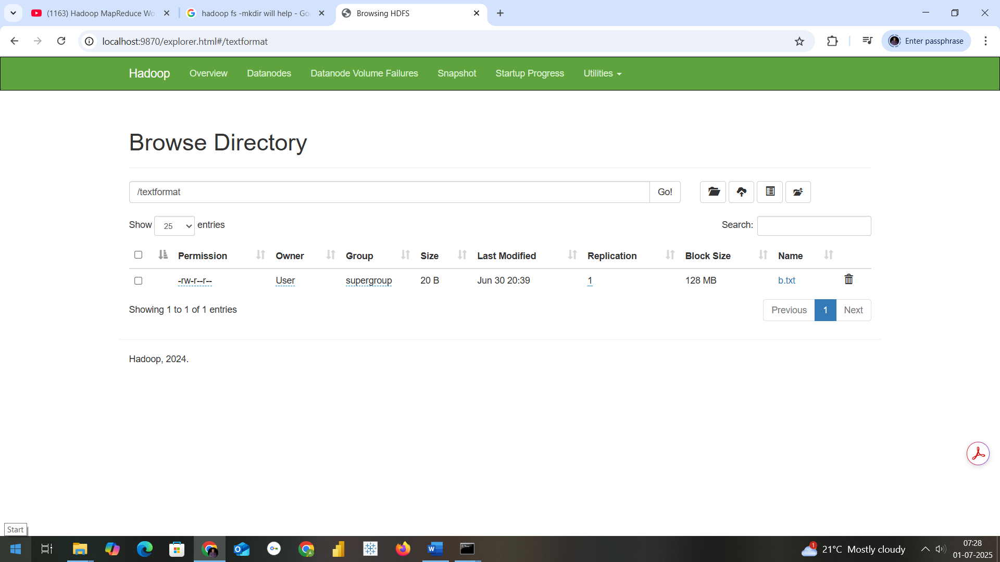 (1163) Hadoop MapReduce Wo
hadoop fs -mkdir will help - Goo
Browsing HDFS
localhost:9870/explorer.html#/textformat
Enter passphrase
Hadoop Overview Datanodes Datanode Volume Failures Snapshot Startup Progress Utilities
Browse Directory
/textformat Go!
Show 25 entries Search:
Permission Owner Group Size Last Modified Replication Block Size Name
-rw-r--r-- User supergroup 20 B Jun 30 20:39 1 128 MB b.txt
Showing 1 to 1 of 1 entries Previous 1 Next
Hadoop, 2024.
Start
1
21°C Mostly cloudy
07:28
01-07-2025